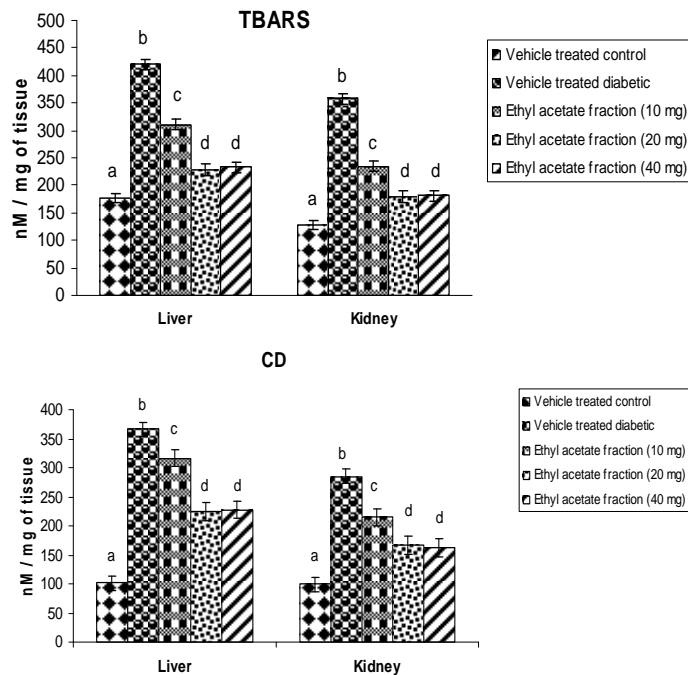 TBARS
500
450
400
350
300
250
200
150
100
50
0
nM / mg of tissue
a
b
c
d
d
a
b
c
d
d
Liver
Kidney
Vehicle treated control
Vehicle treated diabetic
Ethyl acetate fraction (10 mg)
Ethyl acetate fraction (20 mg)
Ethyl acetate fraction (40 mg)
CD
400
350
300
250
200
150
100
50
0
nM / mg of tissue
a
b
c
d
d
a
b
c
d
d
Liver
Kidney
Vehicle treated control
Vehicle treated diabetic
Ethyl acetate fraction (10 mg)
Ethyl acetate fraction (20 mg)
Ethyl acetate fraction (40 mg)